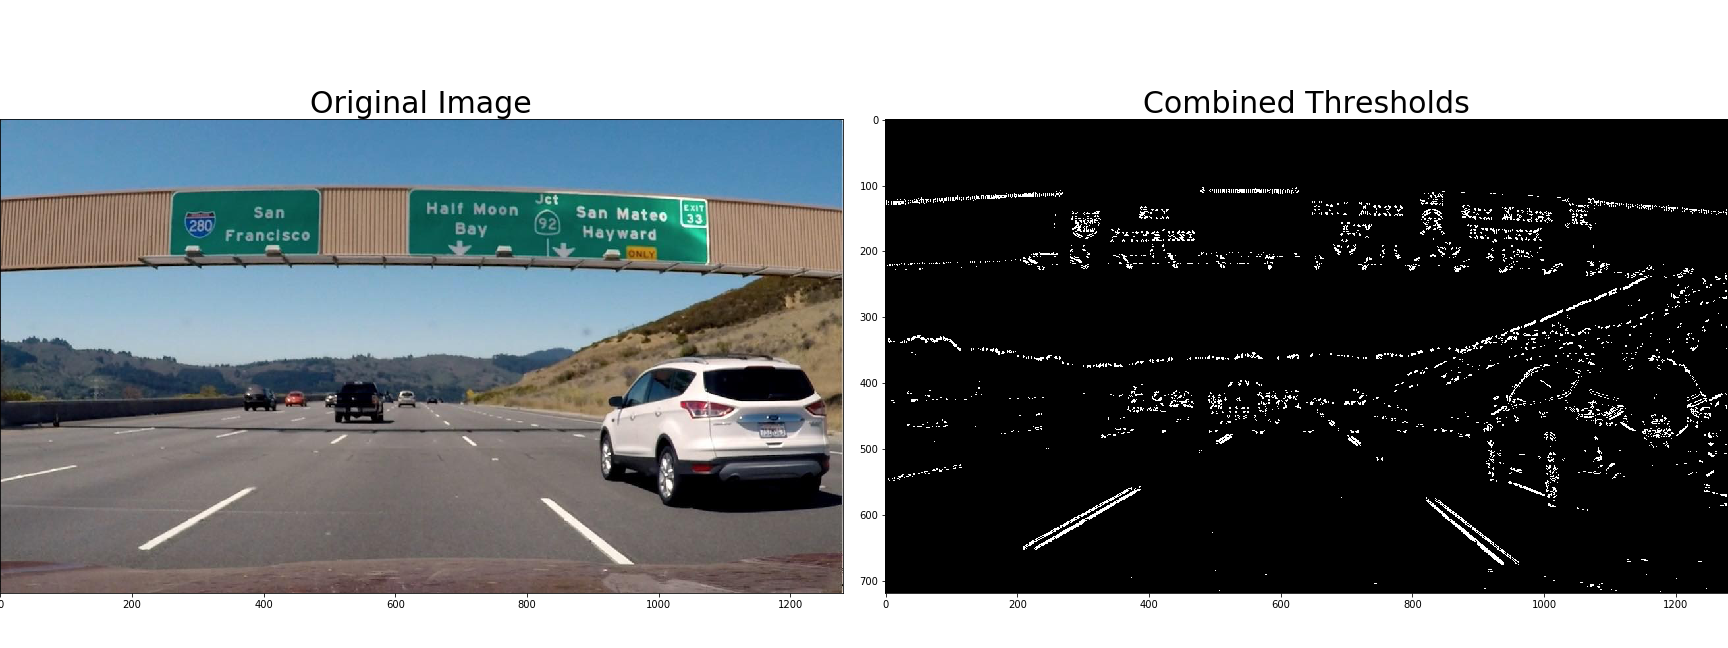 Original Image
Combined Thresholds
280
San
Francisco
Half Moon
Bay
Jct
92
San Mateo
Hayward
EXIT
33
ONLY
0
200
400
600
800
1000
1200
0
100
200
300
400
500
600
700
0
200
400
600
800
1000
1200